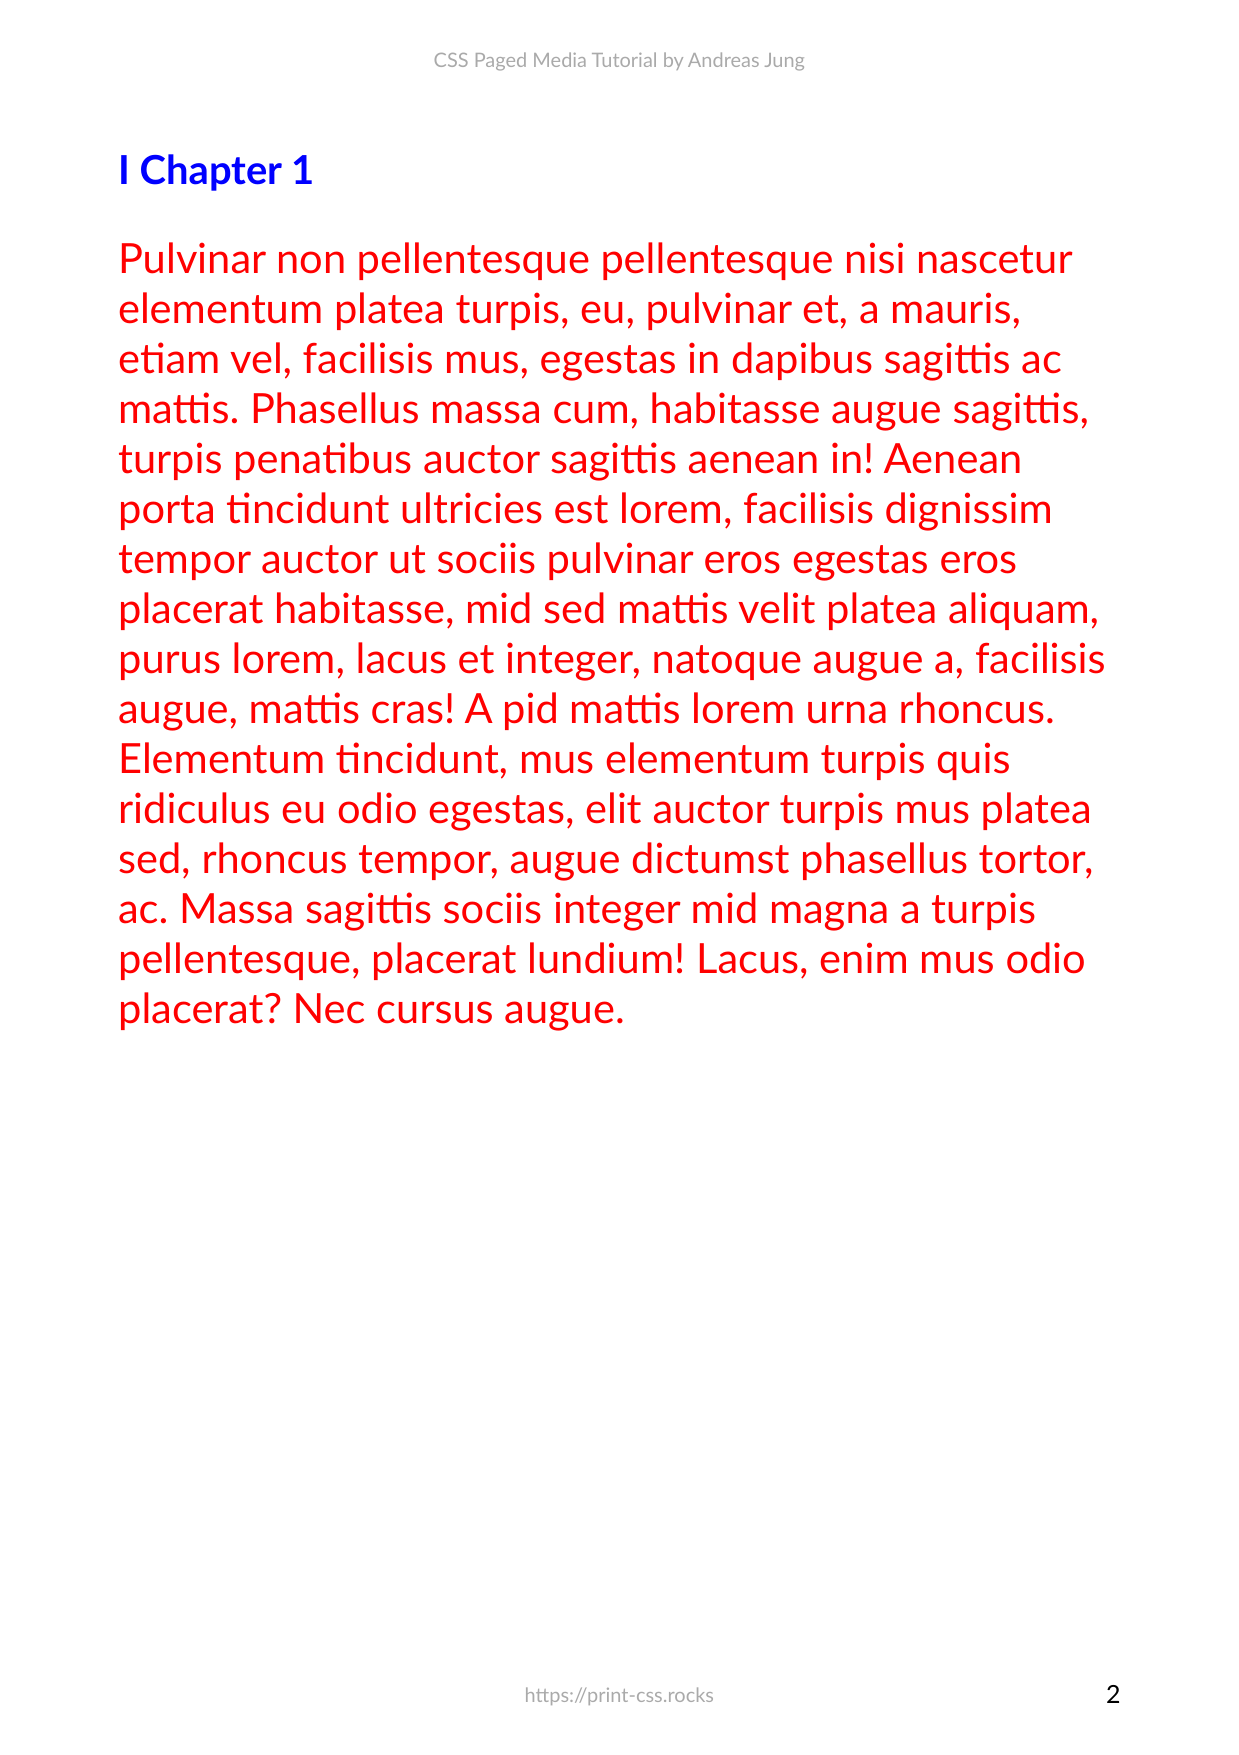 CSS Paged Media Tutorial by Andreas Jung
I Chapter 1
Pulvinar non pellentesque pellentesque nisi nascetur
elementum platea turpis, eu, pulvinar et, a mauris,
etiam vel, facilisis mus, egestas in dapibus sagittis ac
mattis. Phasellus massa cum, habitasse augue sagittis,
turpis penatibus auctor sagittis aenean in! Aenean
porta tincidunt ultricies est lorem, facilisis dignissim
tempor auctor ut sociis pulvinar eros egestas eros
placerat habitasse, mid sed mattis velit platea aliquam,
purus lorem, lacus et integer, natoque augue a, facilisis
augue, mattis cras! A pid mattis lorem urna rhoncus.
Elementum tincidunt, mus elementum turpis quis
ridiculus eu odio egestas, elit auctor turpis mus platea
sed, rhoncus tempor, augue dictumst phasellus tortor,
ac. Massa sagittis sociis integer mid magna a turpis
pellentesque, placerat lundium! Lacus, enim mus odio
placerat? Nec cursus augue.
https://print-css.rocks
2